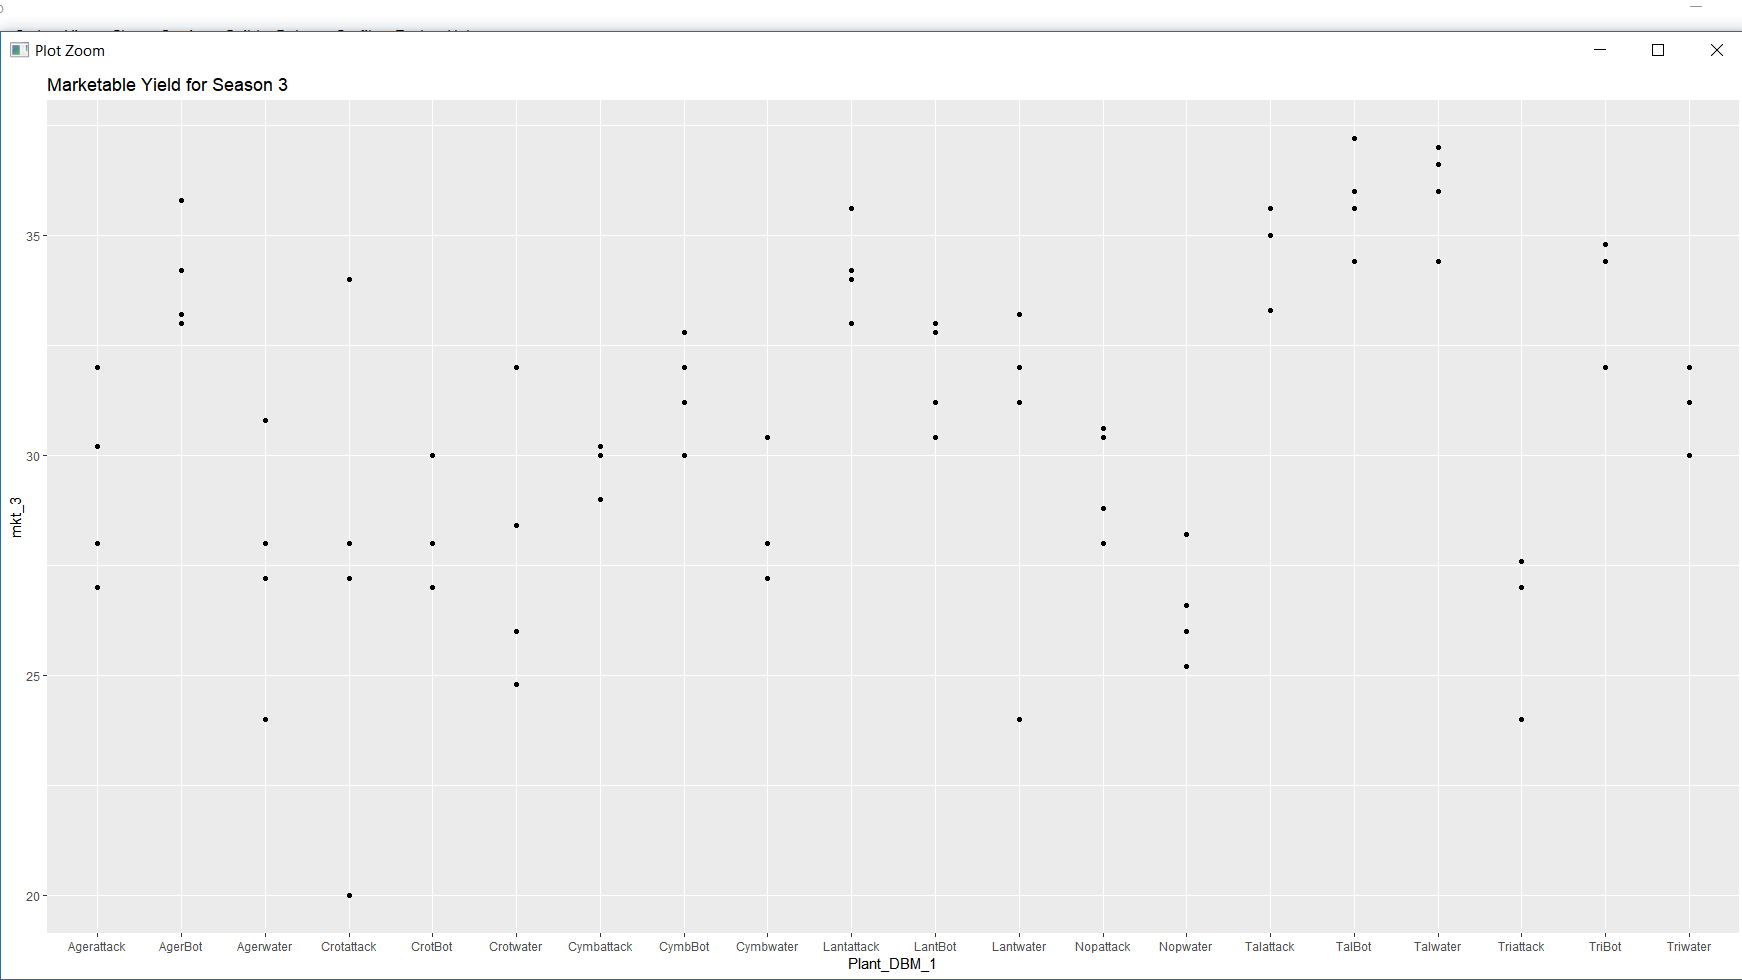 Plot Zoom
Marketable Yield for Season 3
35
30
mkt_3
25
20
Agerattack AgerBot Agerwater Crotattack CrotBot Crotwater Cymbattack CymbBot Cymbwater Lantattack LantBot Lantwater Nopattack Nopwater Talattack TalBot Talwater Triattack TriBot Triwater
Plant_DBM_1